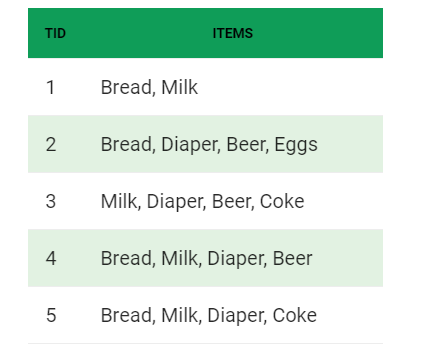 TID ITEMS
1 Bread, Milk
2 Bread, Diaper, Beer, Eggs
3 Milk, Diaper, Beer, Coke
4 Bread, Milk, Diaper, Beer
5 Bread, Milk, Diaper, Coke